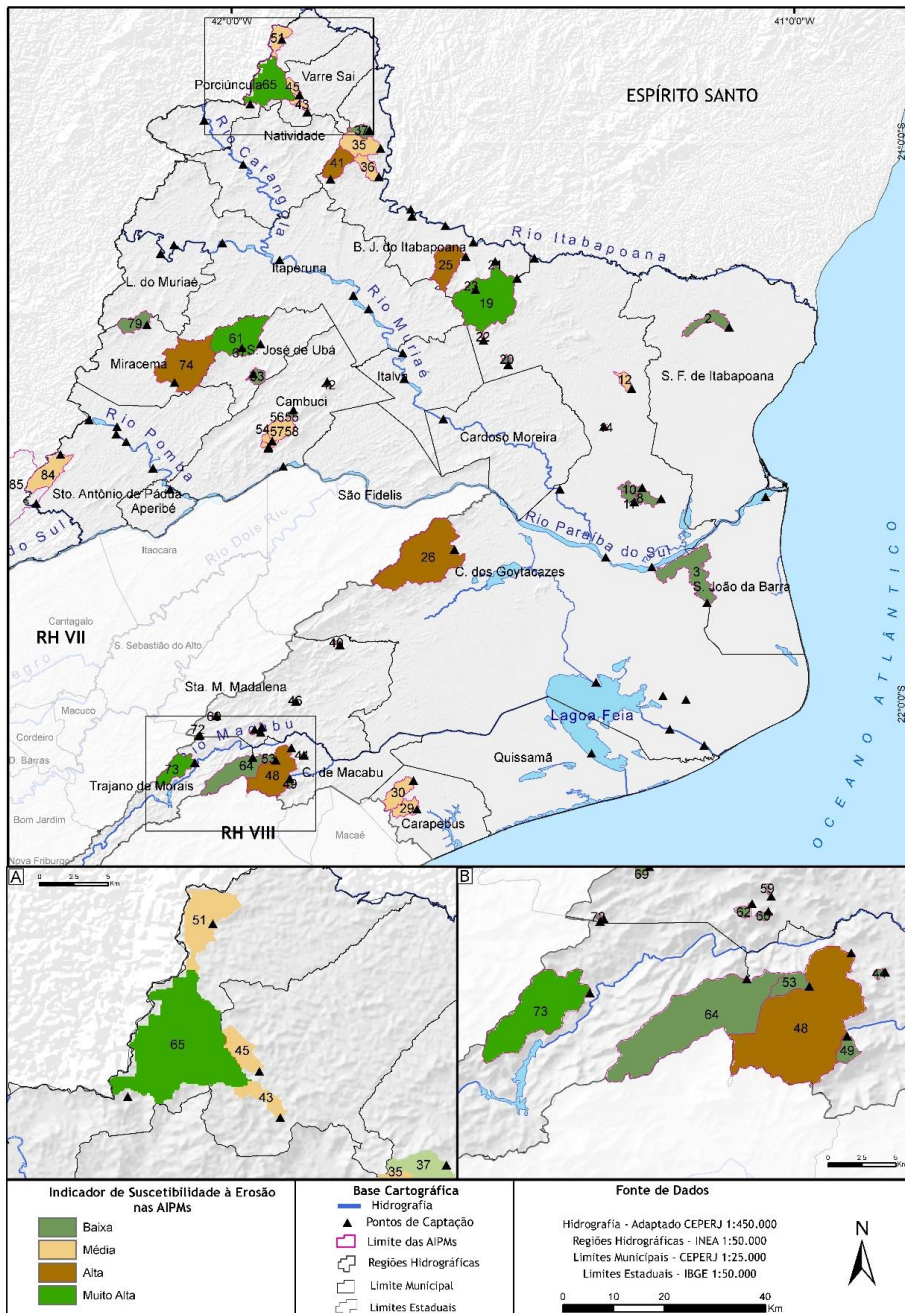 42°0'0"W
41°0'0"W
51
Varre Sai
Porciúncula
65
45
43
ESPÍRITO SANTO
Natividade
37
35
41
36
21°0'0"S
Rio Carangola
Rio Itabapoana
B. J. do Itabapoana
25
21
23
19
22
20
Itaperuna
L. do Muriaé
Rio Muriaé
79
61
67
S. José de Ubá
Miracema
74
63
Italva
Cambuci
2
12
S. F. de Itabapoana
Cardoso Moreira
Rio Pomba
5655
54
5758
84
85
Sto. Antônio de Pádua
Aperibé
São Fidelis
10
8
Rio Paraíba do Sul
do Sul
Itaocara
Rio Dois Rio
26
C. dos Goytacazes
3
S. João da Barra
RH VII
Cantagalo
S. Sebastião do Alto
Macuco
Cordeiro
D. Barras
Sta. M. Madalena
46
72
Macabu
Lagoa Feia
22°0'0"S
73
64
53
48
49
C. de Macabu
Trajano de Morais
Quissamã
30
29
Carapebus
Bom Jardim
RH VIII
Macaé
Nova Friburgo
OCEANO ATLÂNTICO
A
0 2,5 5
Km
51
65
45
43
35
37
B
69
59
62
60
73
64
53
48
49
0 2,5 5
Km
Indicador de Suscetibilidade à Erosão
nas AIPMs
Baixa
Média
Alta
Muito Alta
Base Cartográfica
Hidrografia
Pontos de Captação
Limite das AIPMs
Regiões Hidrográficas
Limite Municipal
Limites Estaduais
Fonte de Dados
Hidrografia - Adaptado CEPERJ 1:450.000
Regiões Hidrográficas - INEA 1:50.000
Limites Municipais - CEPERJ 1:25.000
Limites Estaduais - IBGE 1:50.000
N
0 20 40
Km